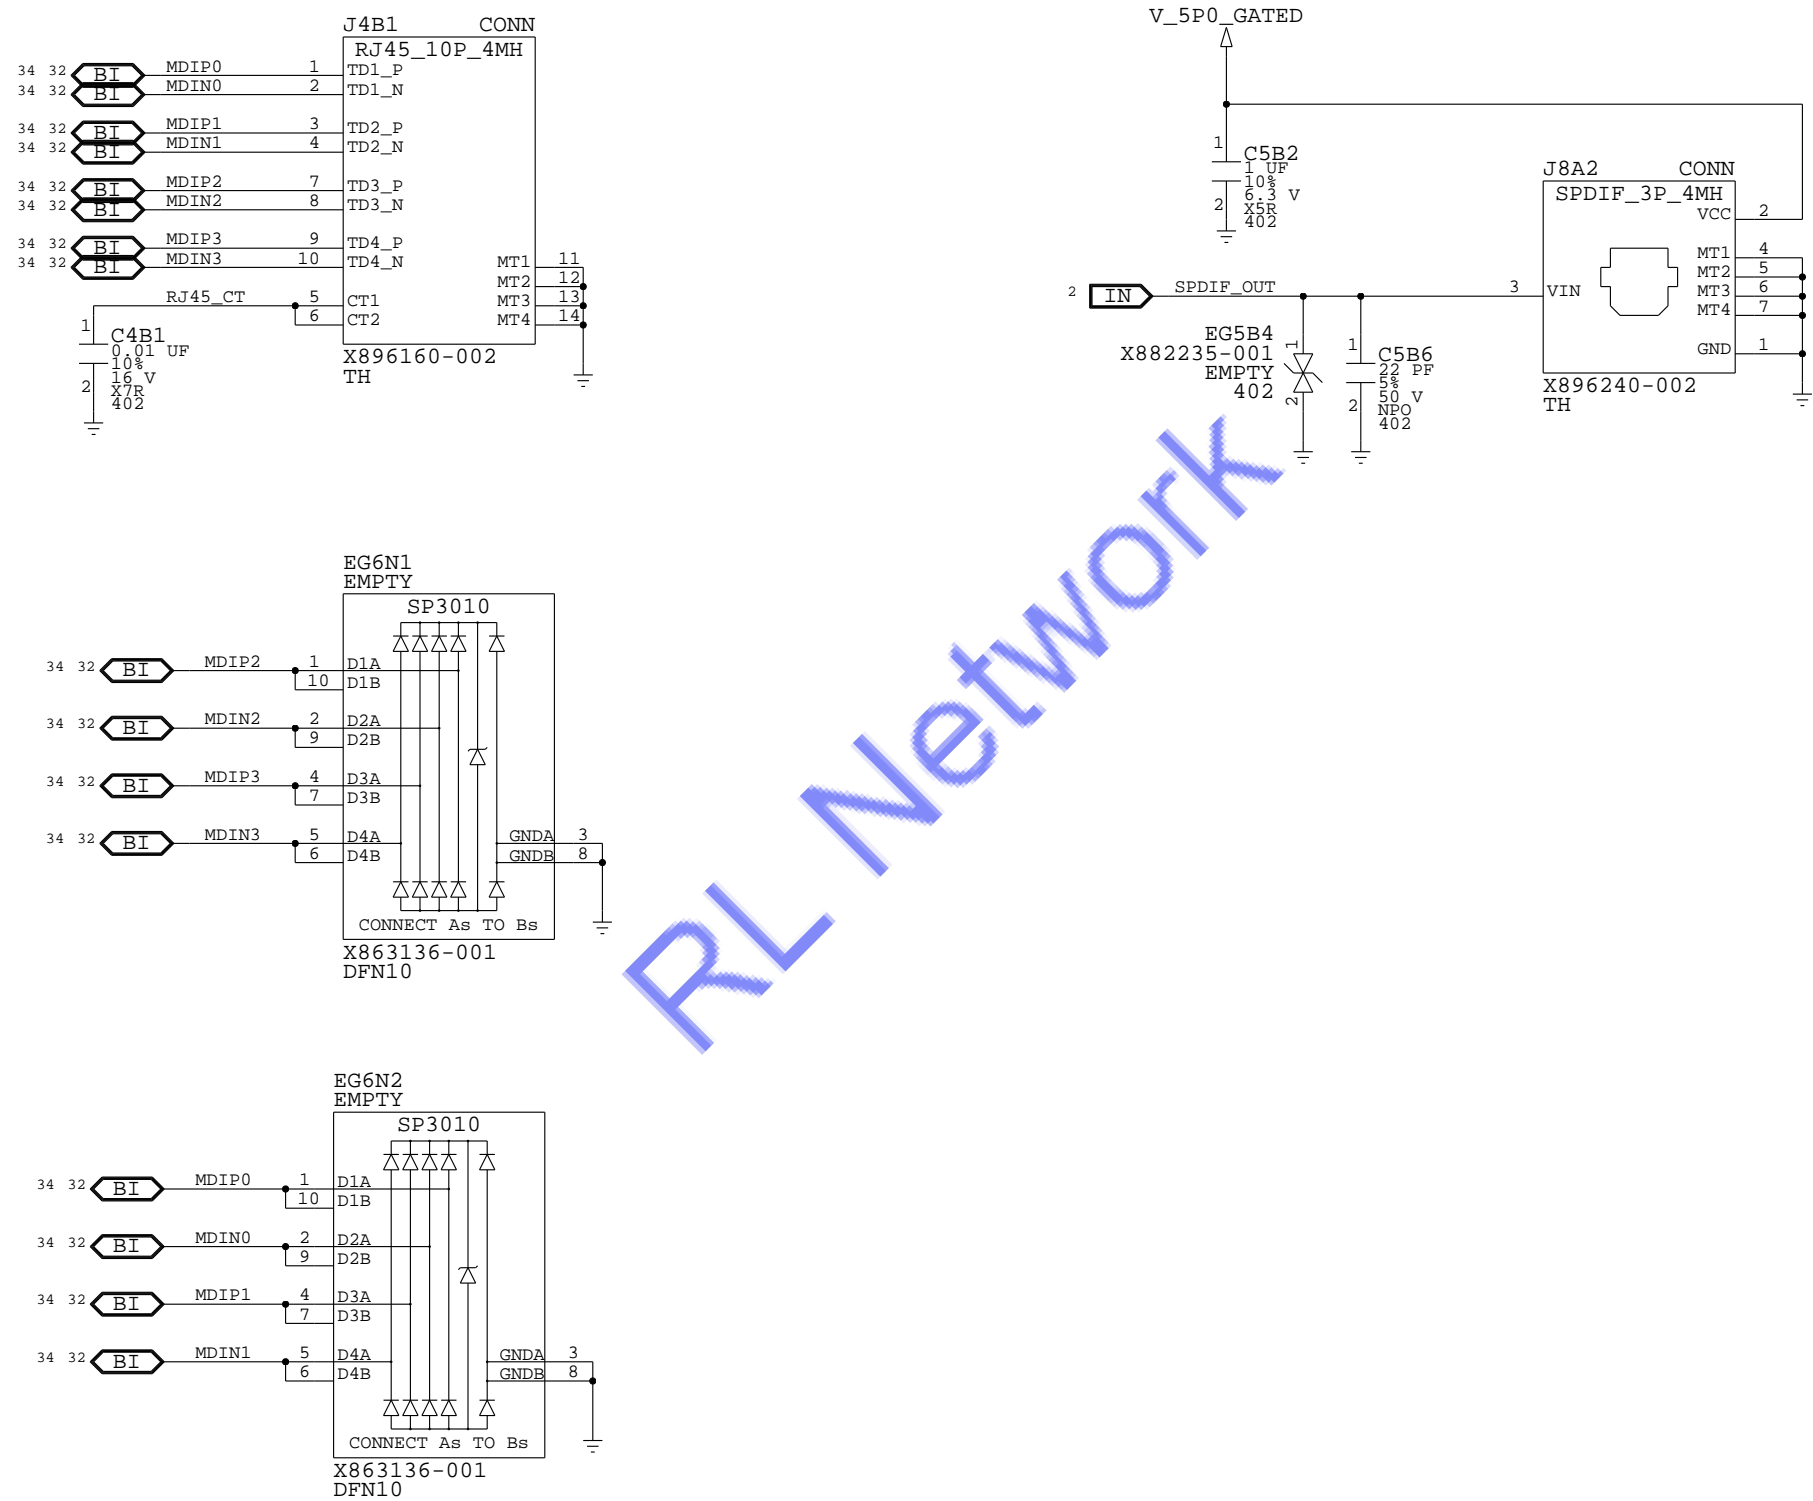 J4B1 CONN
RJ45_10P_4MH
34 32 BI MDIP0 1 TD1_P
34 32 BI MDIN0 2 TD1_N
34 32 BI MDIP1 3 TD2_P
34 32 BI MDIN1 4 TD2_N
34 32 BI MDIP2 7 TD3_P
34 32 BI MDIN2 8 TD3_N
34 32 BI MDIP3 9 TD4_P
34 32 BI MDIN3 10 TD4_N
MT1 11
MT2 12
MT3 13
MT4 14
RJ45_CT 5 CT1
6 CT2
1
C4B1
0.01 UF
10%
16 V
2
X7R
402
X896160-002
TH
V_5P0_GATED
1
C5B2
1 UF
10%
6.3 V
2
X5R
402
J8A2 CONN
SPDIF_3P_4MH
VCC 2
MT1 4
MT2 5
MT3 6
MT4 7
GND 1
2 IN SPDIF_OUT 3 VIN
X896240-002
TH
EG5B4
X882235-001
EMPTY
402
1
2
1
C5B6
22 PF
5%
50 V
2
NPO
402
EG6N1
EMPTY
SP3010
34 32 BI MDIP2 1 D1A
10 D1B
34 32 BI MDIN2 2 D2A
9 D2B
34 32 BI MDIP3 4 D3A
7 D3B
34 32 BI MDIN3 5 D4A
6 D4B
GNDA 3
GNDB 8
CONNECT As TO Bs
X863136-001
DFN10
RL Network
EG6N2
EMPTY
SP3010
34 32 BI MDIP0 1 D1A
10 D1B
34 32 BI MDIN0 2 D2A
9 D2B
34 32 BI MDIP1 4 D3A
7 D3B
34 32 BI MDIN1 5 D4A
6 D4B
GNDA 3
GNDB 8
CONNECT As TO Bs
X863136-001
DFN10